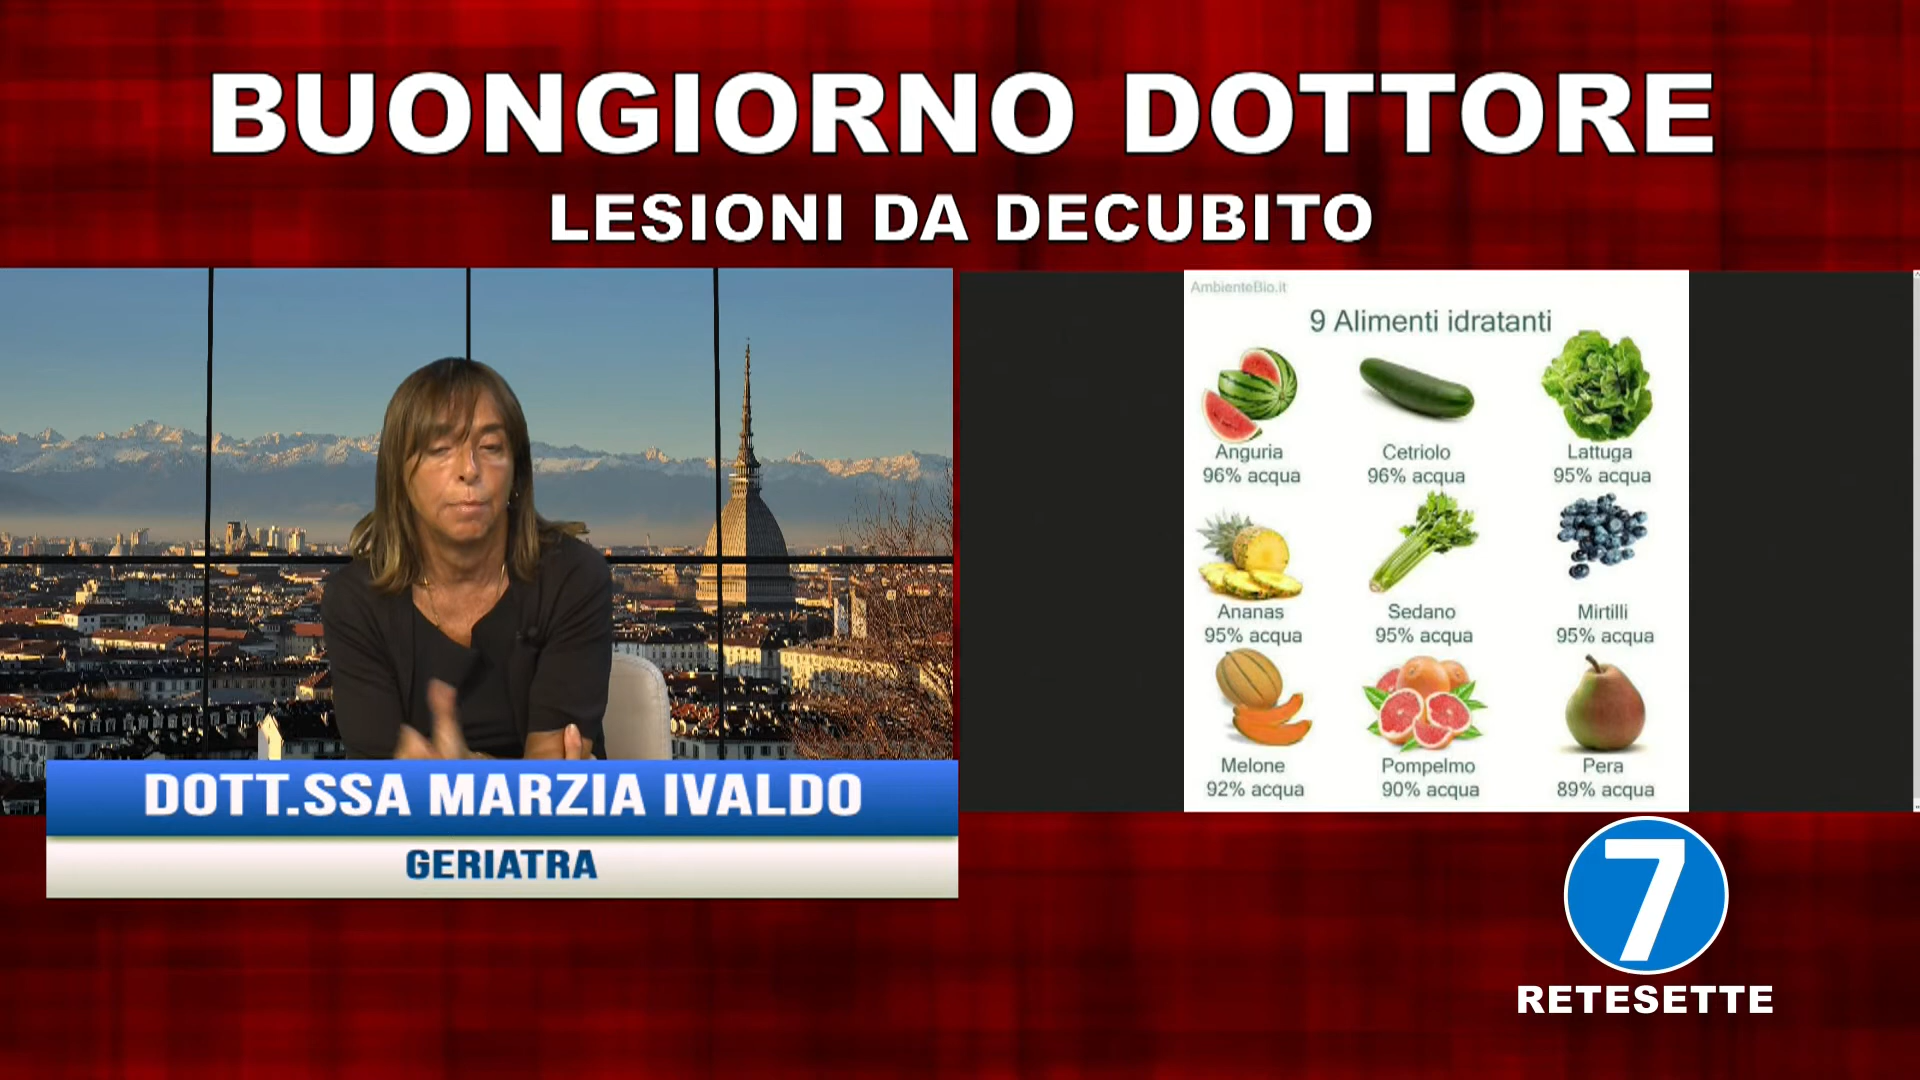 BUONGIORNO DOTTORE
LESIONI DA DECUBITO
AmbienteBio.it
9 Alimenti idratanti
Anguria
96% acqua
Cetriolo
96% acqua
Lattuga
95% acqua
Ananas
95% acqua
Sedano
95% acqua
Mirtilli
95% acqua
Melone
92% acqua
Pompelmo
90% acqua
Pera
89% acqua
DOTT.SSA MARZIA IVALDO
GERIATRA
7
RETESETTE